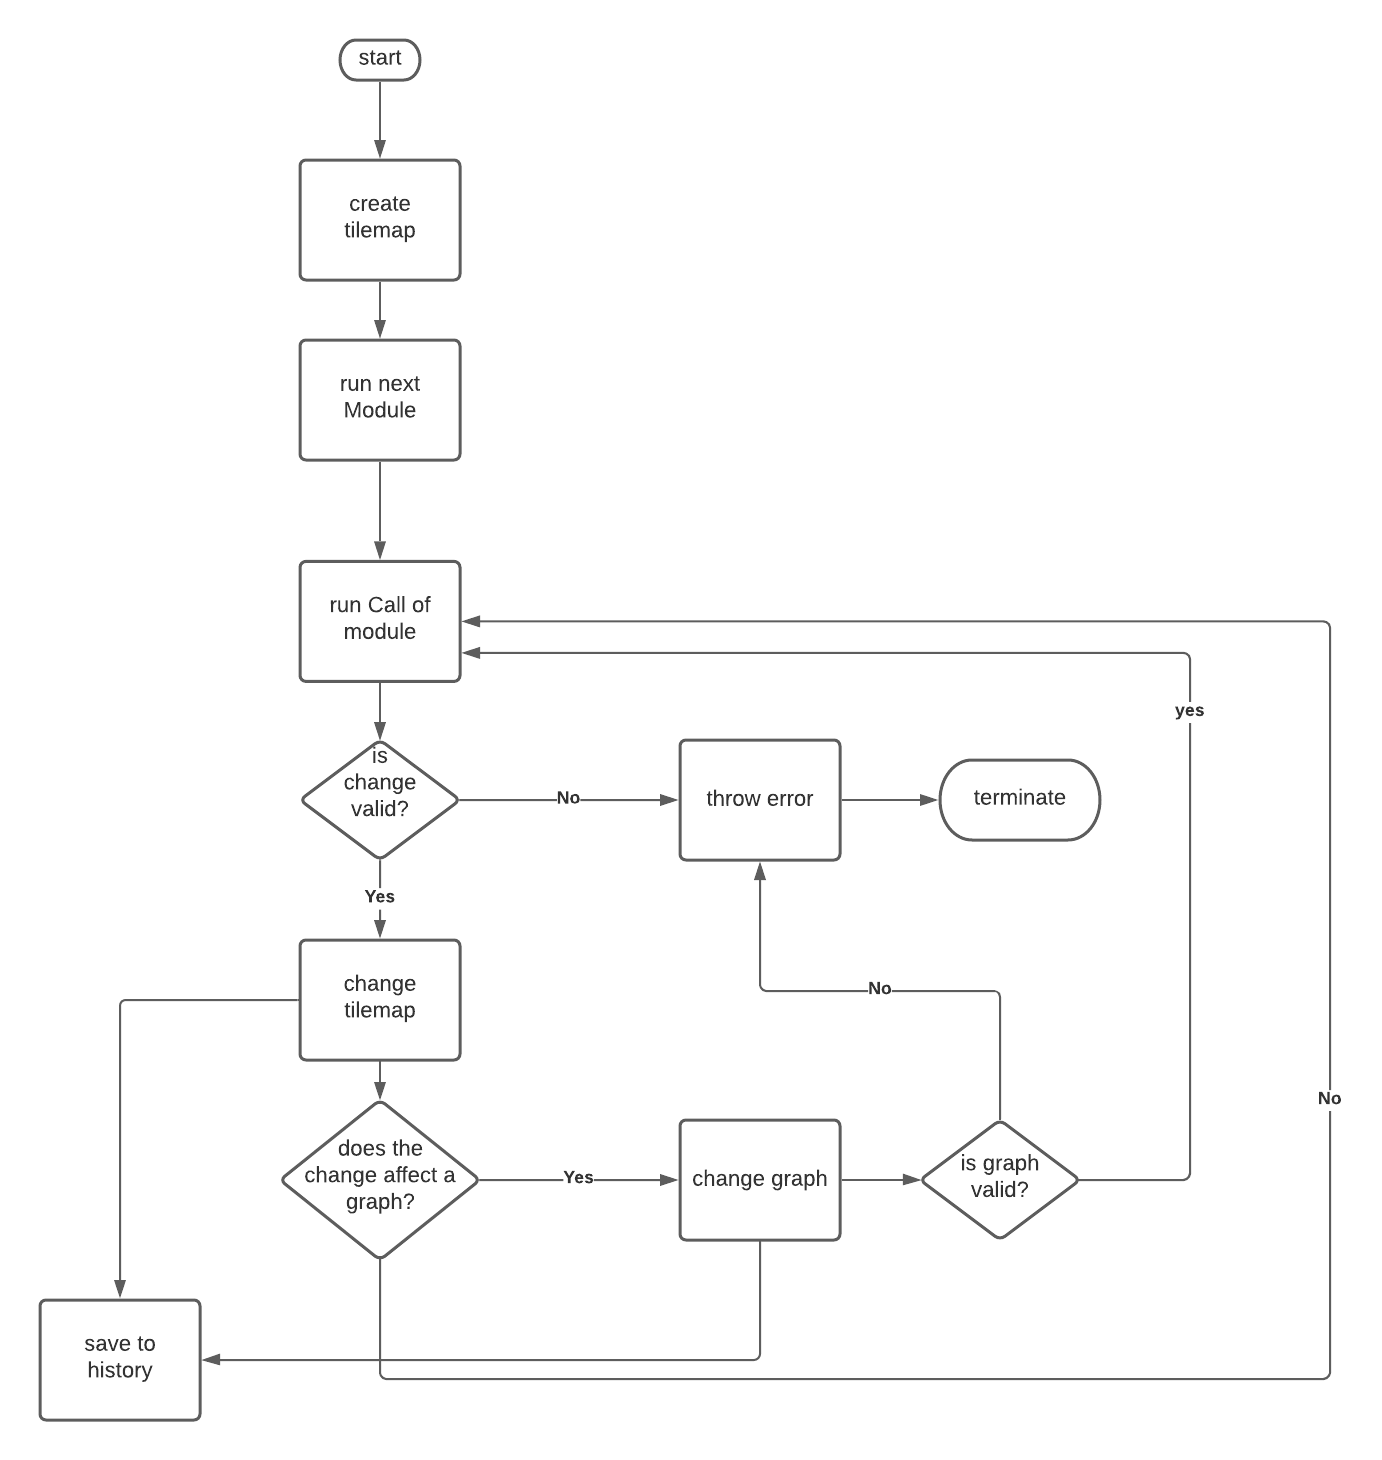 start
create
tilemap
run next
Module
run Call of
module
yes
is
change
valid?
No
throw error
terminate
Yes
change
tilemap
No
No
does the
change affect a
graph?
Yes
change graph
is graph
valid?
save to
history